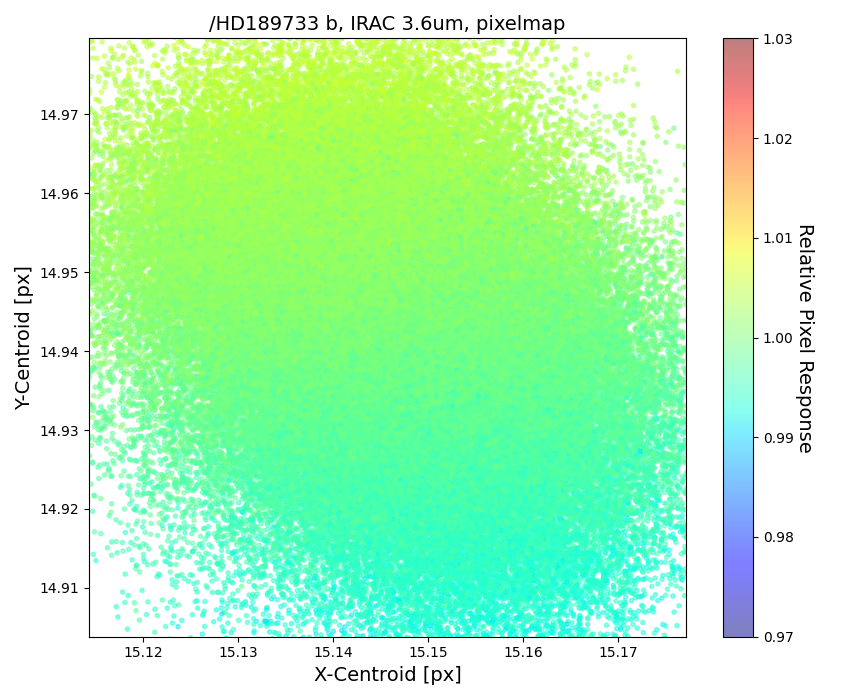 /HD189733 b, IRAC 3.6um, pixelmap
14.97
14.96
14.95
14.94
14.93
14.92
14.91
Y-Centroid [px]
15.12 15.13 15.14 15.15 15.16 15.17
X-Centroid [px]
1.03
1.02
1.01
1.00
0.99
0.98
0.97
Relative Pixel Response